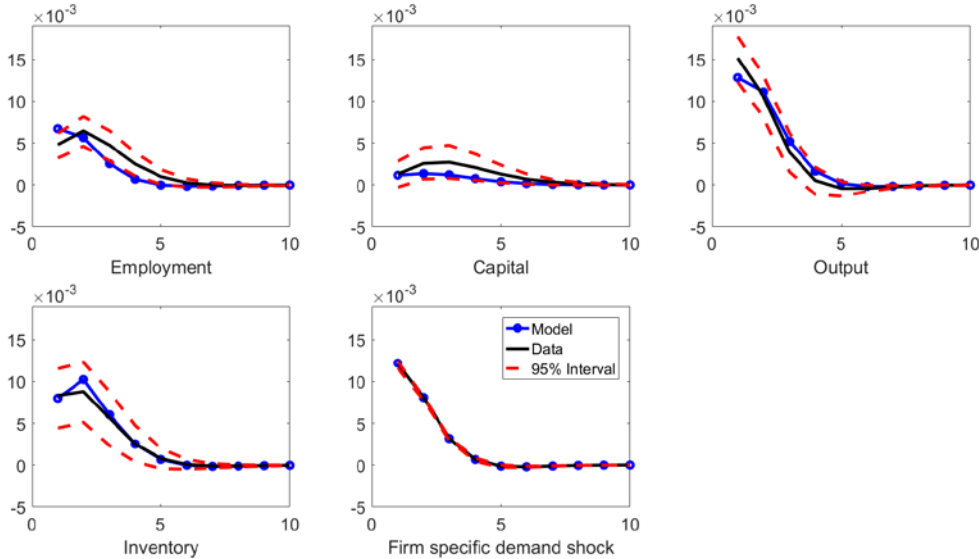 ×10⁻³ ×10⁻³ ×10⁻³
15 15 15
10 10 10
5 5 5
0 0 0
-5 -5 -5
0 5 10 0 5 10 0 5 10
Employment Capital Output
×10⁻³ ×10⁻³
15 15
Model
Data
95% Interval
10 10
5 5
0 0
-5 -5
0 5 10 0 5 10
Inventory Firm specific demand shock